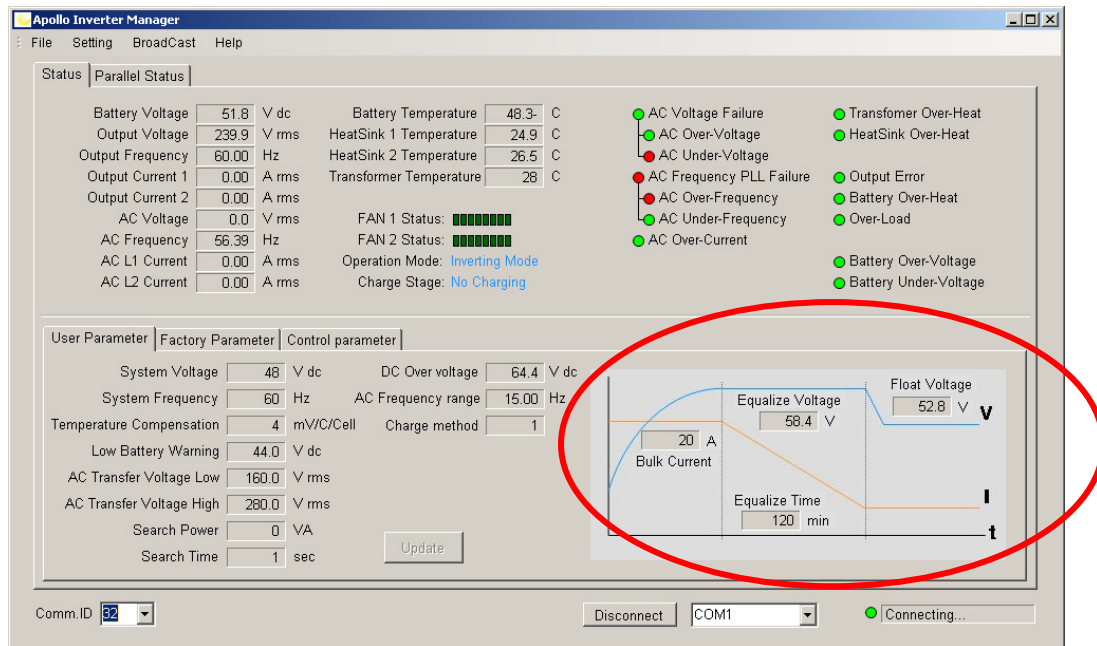 Apollo Inverter Manager
File Setting BroadCast Help
Status Parallel Status
Battery Voltage 51.8 V dc
Output Voltage 239.9 V rms
Output Frequency 60.00 Hz
Output Current 1 0.00 A rms
Output Current 2 0.00 A rms
AC Voltage 0.0 V rms
AC Frequency 56.39 Hz
AC L1 Current 0.00 A rms
AC L2 Current 0.00 A rms
Battery Temperature 48.3- C
HeatSink 1 Temperature 24.9 C
HeatSink 2 Temperature 26.5 C
Transformer Temperature 28 C
FAN 1 Status:
FAN 2 Status:
Operation Mode: Inverting Mode
Charge Stage: No Charging
AC Voltage Failure
AC Over-Voltage
AC Under-Voltage
AC Frequency PLL Failure
AC Over-Frequency
AC Under-Frequency
AC Over-Current
Transfomer Over-Heat
HeatSink Over-Heat
Output Error
Battery Over-Heat
Over-Load
Battery Over-Voltage
Battery Under-Voltage
User Parameter Factory Parameter Control parameter
System Voltage 48 V dc
System Frequency 60 Hz
Temperature Compensation 4 mV/C/Cell
Low Battery Warning 44.0 V dc
AC Transfer Voltage Low 160.0 V rms
AC Transfer Voltage High 280.0 V rms
Search Power 0 VA
Search Time 1 sec
DC Over voltage 64.4 V dc
AC Frequency range 15.00 Hz
Charge method 1
Update
Float Voltage
52.8 V
V
Equalize Voltage
58.4 V
20 A
Bulk Current
Equalize Time
120 min
I
t
Comm.ID 32
Disconnect COM1 Connecting...